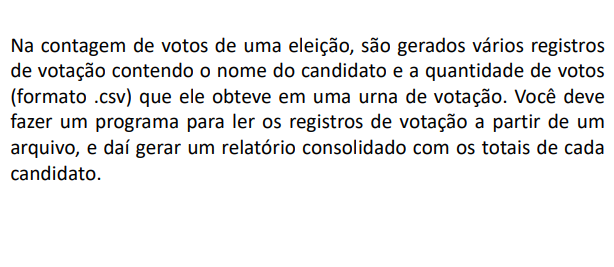 Na contagem de votos de uma eleição, são gerados vários registros
de votação contendo o nome do candidato e a quantidade de votos
(formato .csv) que ele obteve em uma urna de votação. Você deve
fazer um programa para ler os registros de votação a partir de um
arquivo, e daí gerar um relatório consolidado com os totais de cada
candidato.